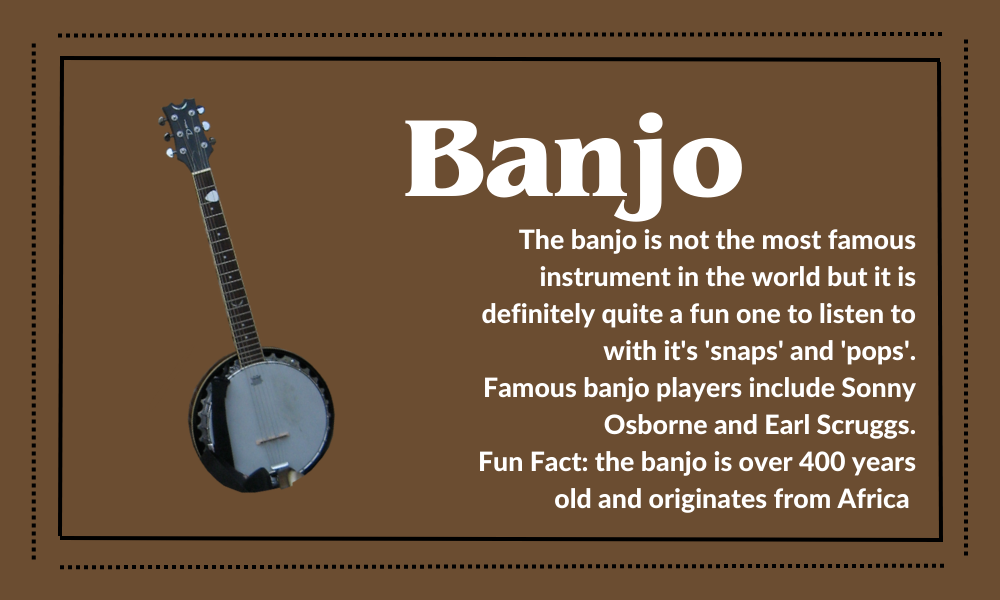 Banjo
The banjo is not the most famous
instrument in the world but it is
definitely quite a fun one to listen to
with it's 'snaps' and 'pops'.
Famous banjo players include Sonny
Osborne and Earl Scruggs.
Fun Fact: the banjo is over 400 years
old and originates from Africa